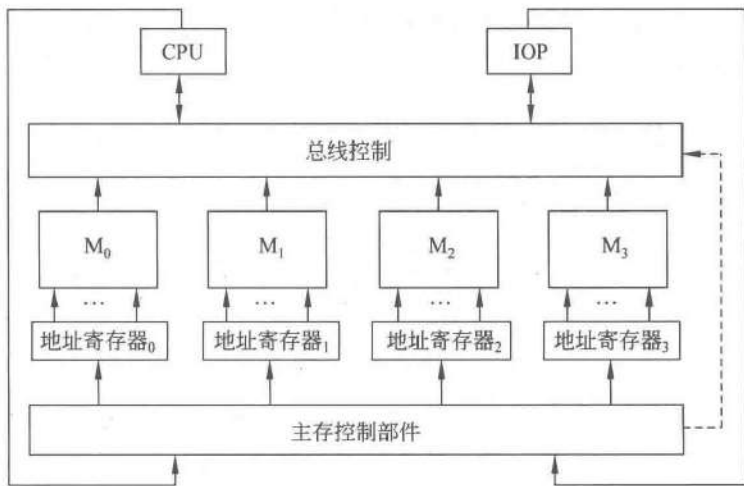 CPU
IOP
总线控制
M₀
M₁
M₂
M₃
...
...
...
...
地址寄存器₀
地址寄存器₁
地址寄存器₂
地址寄存器₃
主存控制部件